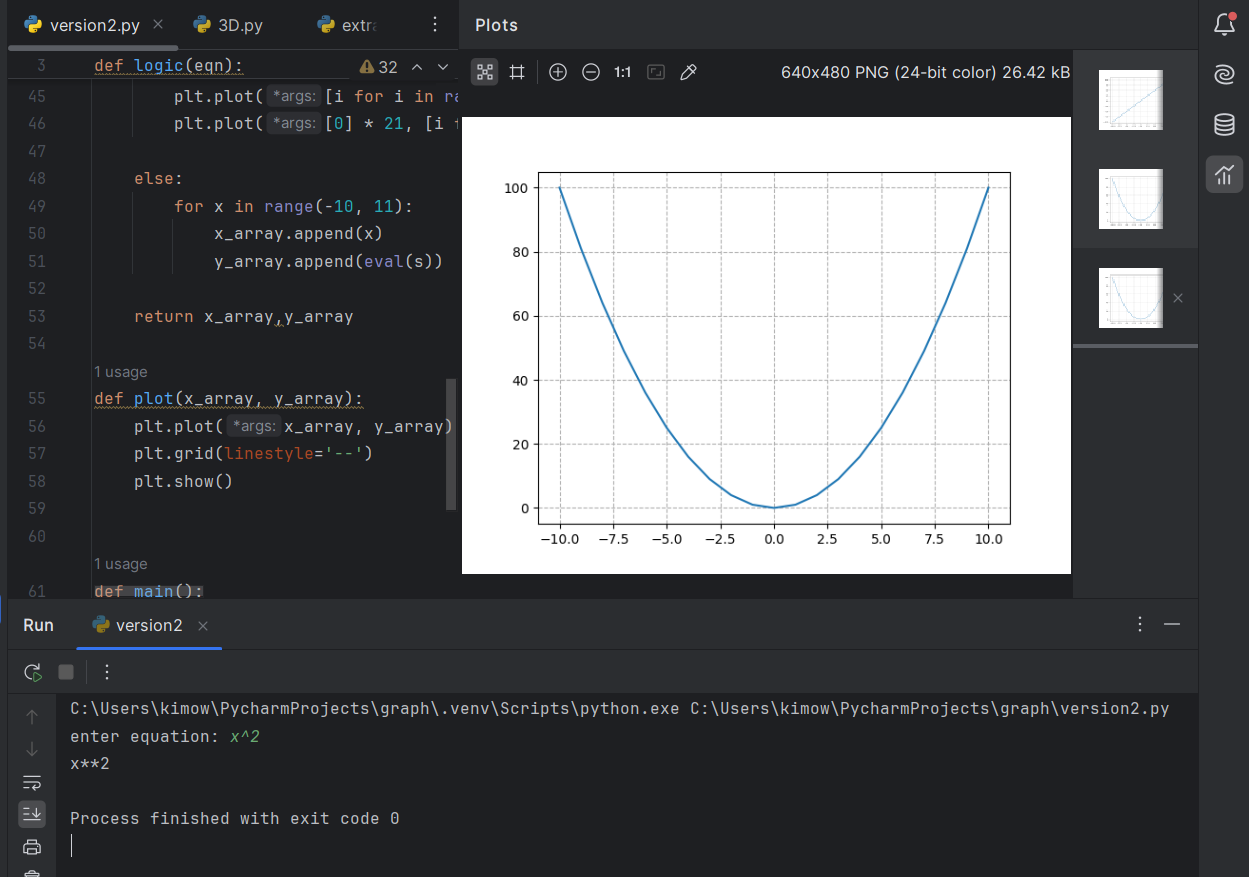 version2.py
3D.py
extra
Plots
3 def logic(eqn):
32
45 plt.plot( *args: [i for i in ra
46 plt.plot( *args: [0] * 21, [i f
47
48 else:
49 for x in range(-10, 11):
50 x_array.append(x)
51 y_array.append(eval(s))
52
53 return x_array,y_array
54
1 usage
55 def plot(x_array, y_array):
56 plt.plot( *args: x_array, y_array)
57 plt.grid(linestyle='--')
58 plt.show()
59
60
1 usage
61 def main():
1:1
640x480 PNG (24-bit color) 26.42 kB
100
80
60
40
20
0
−10.0 −7.5 −5.0 −2.5 0.0 2.5 5.0 7.5 10.0
Run
version2
C:\Users\kimow\PycharmProjects\graph\.venv\Scripts\python.exe C:\Users\kimow\PycharmProjects\graph\version2.py
enter equation: x^2
x**2
Process finished with exit code 0